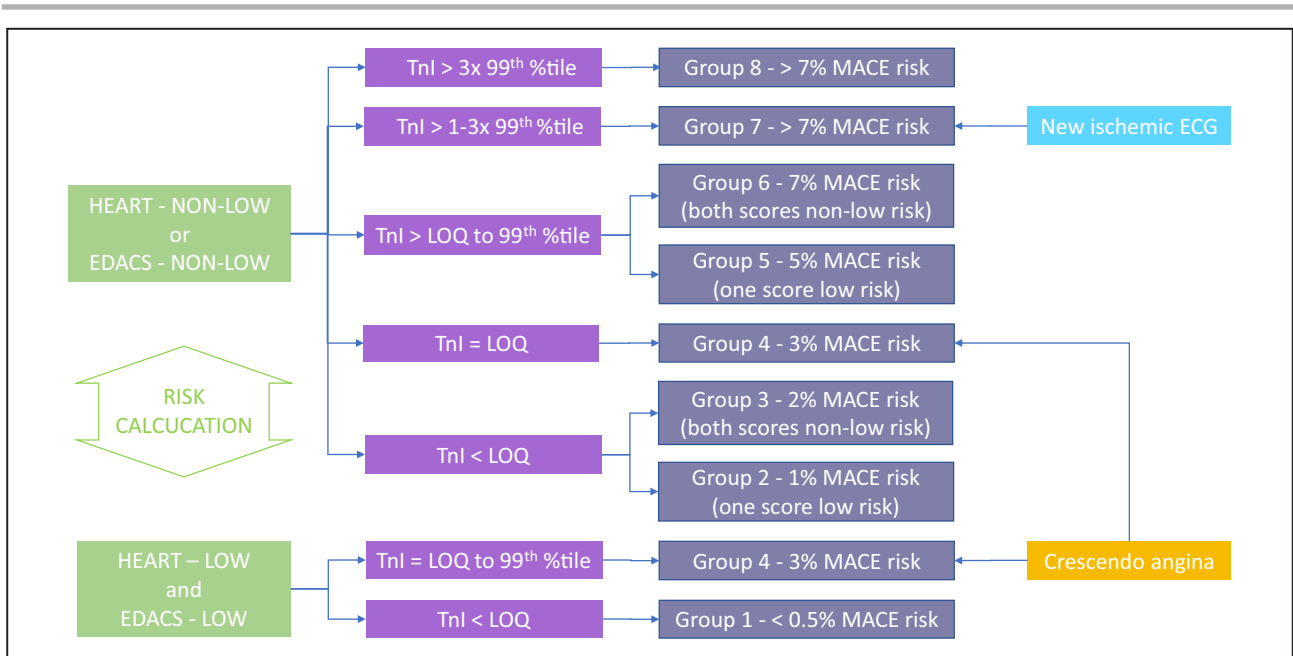 TnI > 3x 99th %tile
Group 8 - > 7% MACE risk
TnI > 1-3x 99th %tile
Group 7 - > 7% MACE risk
New ischemic ECG
HEART - NON-LOW
or
EDACS - NON-LOW
TnI > LOQ to 99th %tile
Group 6 - 7% MACE risk
(both scores non-low risk)
Group 5 - 5% MACE risk
(one score low risk)
TnI = LOQ
Group 4 - 3% MACE risk
RISK
CALCUCATION
TnI < LOQ
Group 3 - 2% MACE risk
(both scores non-low risk)
Group 2 - 1% MACE risk
(one score low risk)
HEART – LOW
and
EDACS - LOW
TnI = LOQ to 99th %tile
Group 4 - 3% MACE risk
Crescendo angina
TnI < LOQ
Group 1 - < 0.5% MACE risk